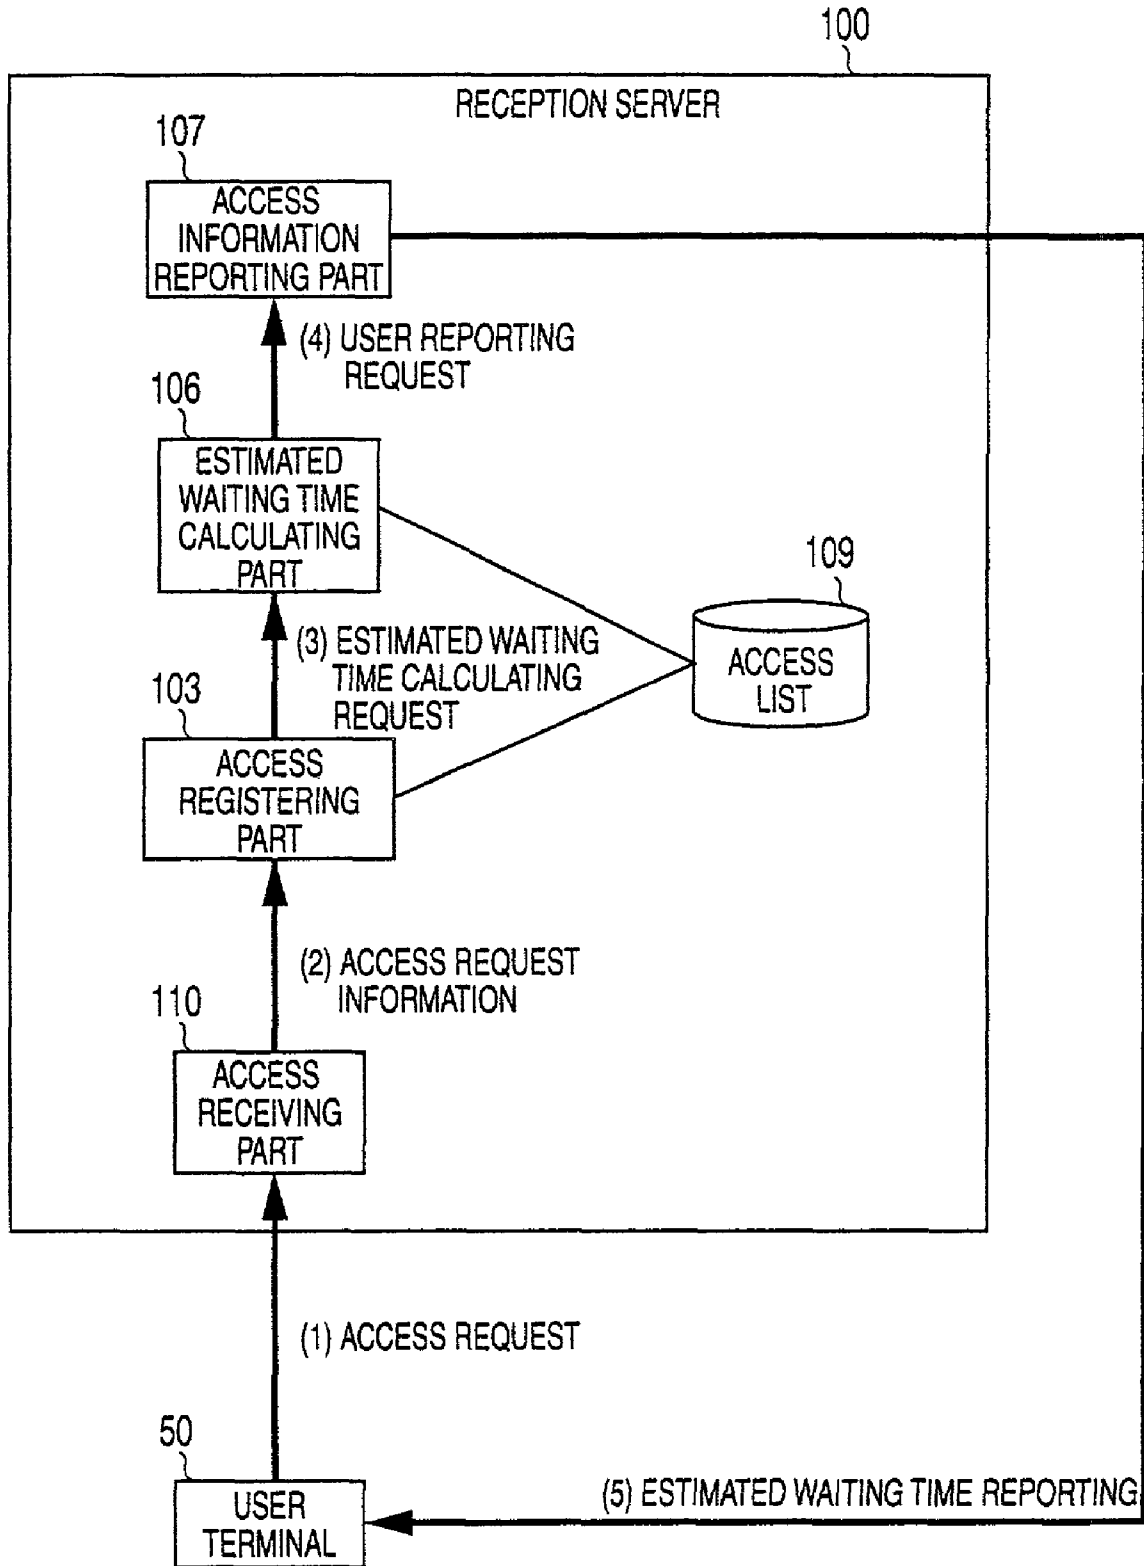 100
RECEPTION SERVER
107
ACCESS
INFORMATION
REPORTING PART
(4) USER REPORTING
REQUEST
106
ESTIMATED
WAITING TIME
CALCULATING
PART
109
ACCESS
LIST
(3) ESTIMATED WAITING
TIME CALCULATING
REQUEST
103
ACCESS
REGISTERING
PART
(2) ACCESS REQUEST
INFORMATION
110
ACCESS
RECEIVING
PART
(1) ACCESS REQUEST
50
USER
TERMINAL
(5) ESTIMATED WAITING TIME REPORTING